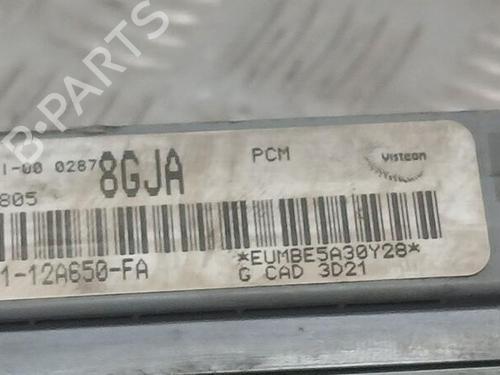 B-PARTS
1-00 0287 8GJA PCM Visteon
805
1-12A650-FA *EUMBE5A30Y28*
G CAD 3D21